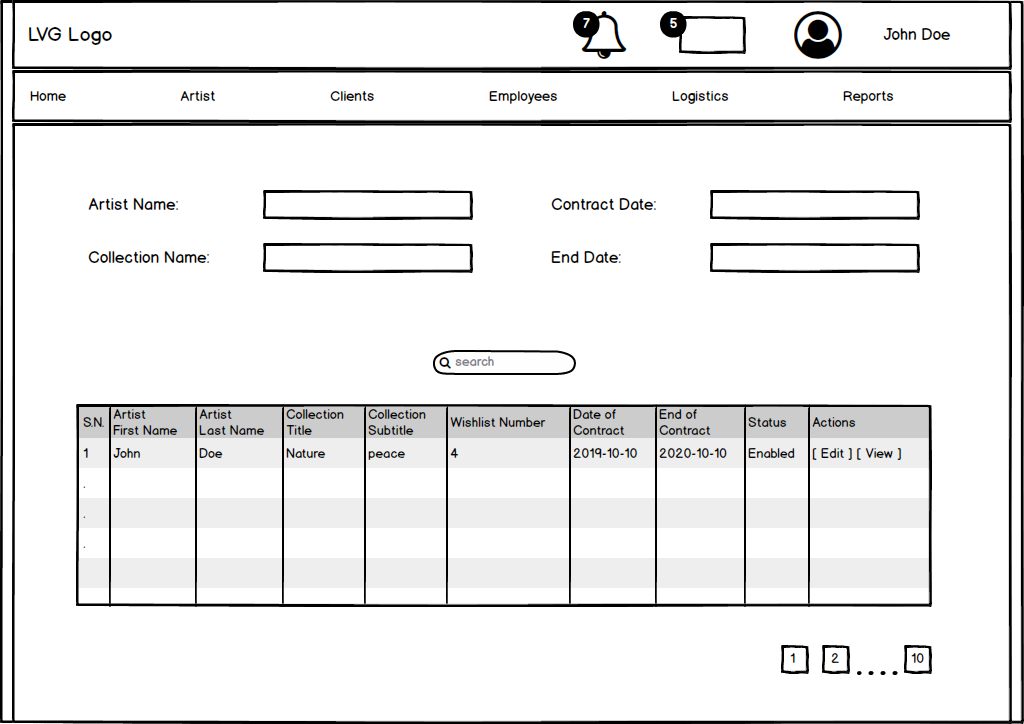 LVG Logo
7
5
John Doe
Home Artist Clients Employees Logistics Reports
Artist Name: Contract Date:
Collection Name: End Date:
search
S.N. Artist First Name Artist Last Name Collection Title Collection Subtitle Wishlist Number Date of Contract End of Contract Status Actions
1 John Doe Nature peace 4 2019-10-10 2020-10-10 Enabled [ Edit ] [ View ]
.
.
.
1 2 .... 10